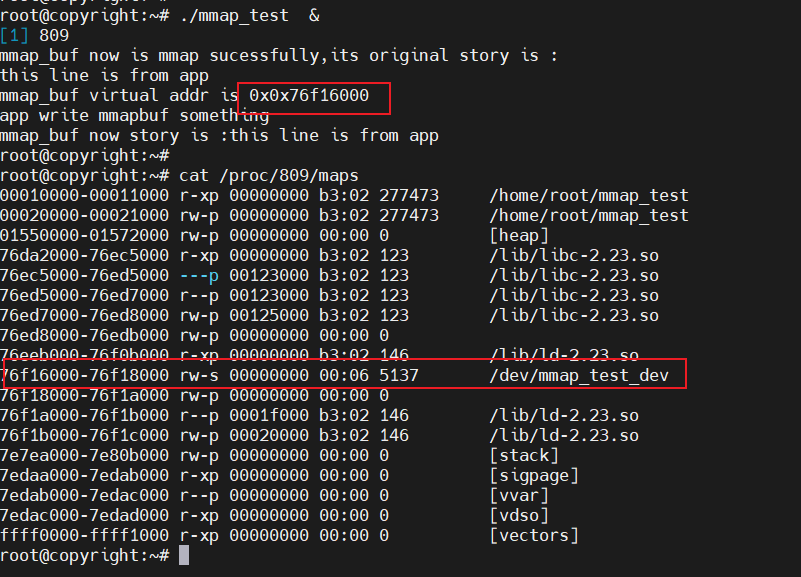 root@copyright:~# ./mmap_test  &
[1] 809
mmap_buf now is mmap sucessfully,its original story is :
this line is from app
mmap_buf virtual addr is 0x0x76f16000
app write mmapbuf something
mmap_buf now story is :this line is from app
root@copyright:~#
root@copyright:~# cat /proc/809/maps
00010000-00011000 r-xp 00000000 b3:02 277473     /home/root/mmap_test
00020000-00021000 rw-p 00000000 b3:02 277473     /home/root/mmap_test
01550000-01572000 rw-p 00000000 00:00 0          [heap]
76da2000-76ec5000 r-xp 00000000 b3:02 123        /lib/libc-2.23.so
76ec5000-76ed5000 ---p 00123000 b3:02 123        /lib/libc-2.23.so
76ed5000-76ed7000 r--p 00123000 b3:02 123        /lib/libc-2.23.so
76ed7000-76ed8000 rw-p 00125000 b3:02 123        /lib/libc-2.23.so
76ed8000-76edb000 rw-p 00000000 00:00 0
76eeb000-76f0b000 r-xp 00000000 b3:02 146        /lib/ld-2.23.so
76f16000-76f18000 rw-s 00000000 00:06 5137       /dev/mmap_test_dev
76f18000-76f1a000 rw-p 00000000 00:00 0
76f1a000-76f1b000 r--p 0001f000 b3:02 146        /lib/ld-2.23.so
76f1b000-76f1c000 rw-p 00020000 b3:02 146        /lib/ld-2.23.so
7e7ea000-7e80b000 rw-p 00000000 00:00 0          [stack]
7edaa000-7edab000 r-xp 00000000 00:00 0          [sigpage]
7edab000-7edac000 r--p 00000000 00:00 0          [vvar]
7edac000-7edad000 r-xp 00000000 00:00 0          [vdso]
ffff0000-ffff1000 r-xp 00000000 00:00 0          [vectors]
root@copyright:~#